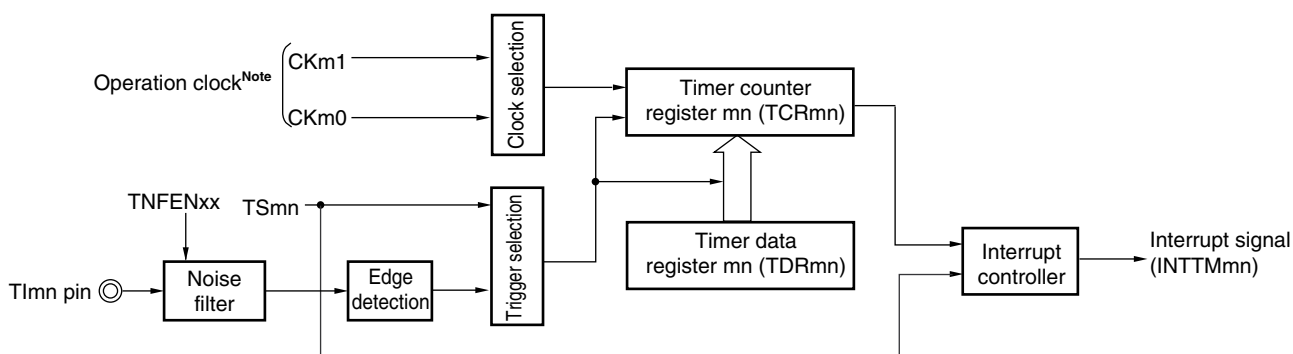 Operation clockNote
CKm1
CKm0
Clock selection
Timer counter
register mn (TCRmn)
TNFENxx
TSmn
TImn pin
Noise
filter
Edge
detection
Trigger selection
Timer data
register mn (TDRmn)
Interrupt
controller
Interrupt signal
(INTTMmn)